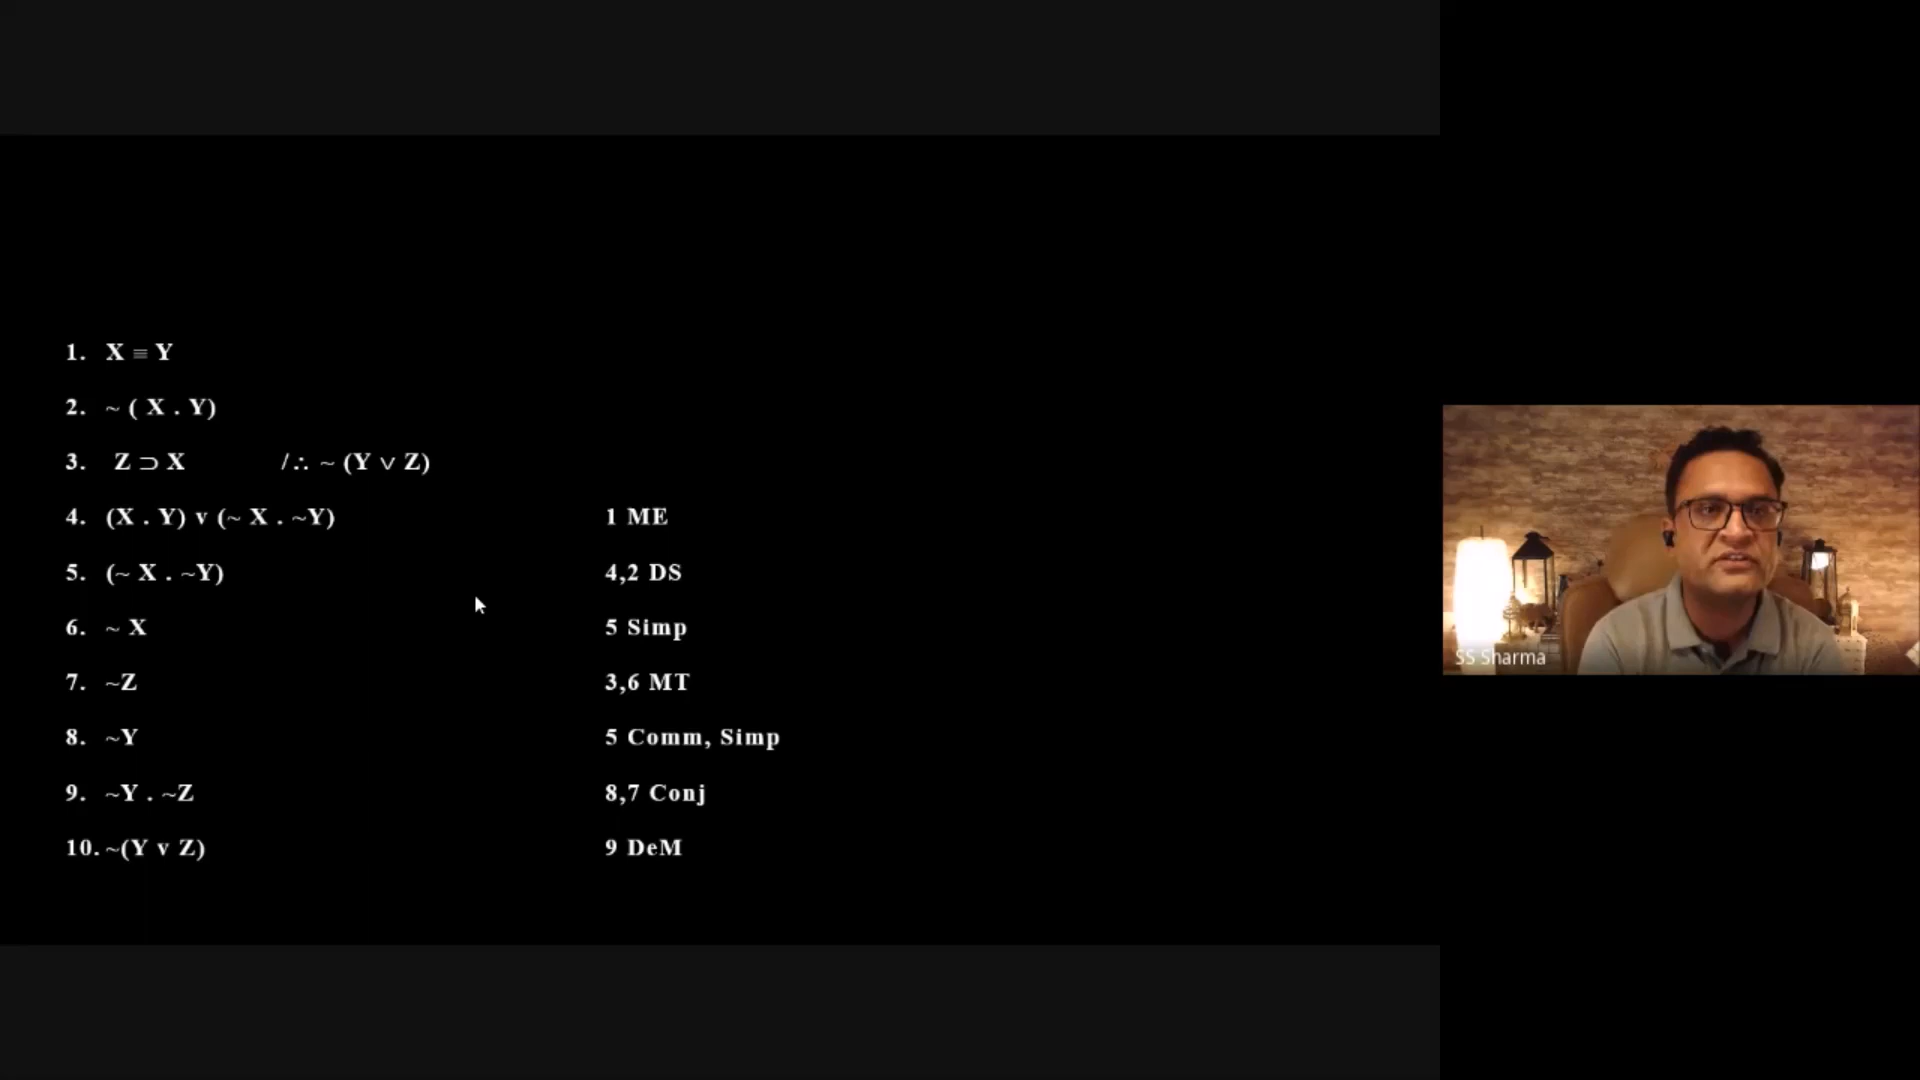 1. X ≡ Y
2. ~ ( X . Y)
3. Z ⊃ X /∴ ~ (Y ∨ Z)
4. (X . Y) v (~ X . ~Y) 1 ME
5. (~ X . ~Y) 4,2 DS
6. ~ X 5 Simp
7. ~Z 3,6 MT
8. ~Y 5 Comm, Simp
9. ~Y . ~Z 8,7 Conj
10. ~(Y v Z) 9 DeM
SS Sharma